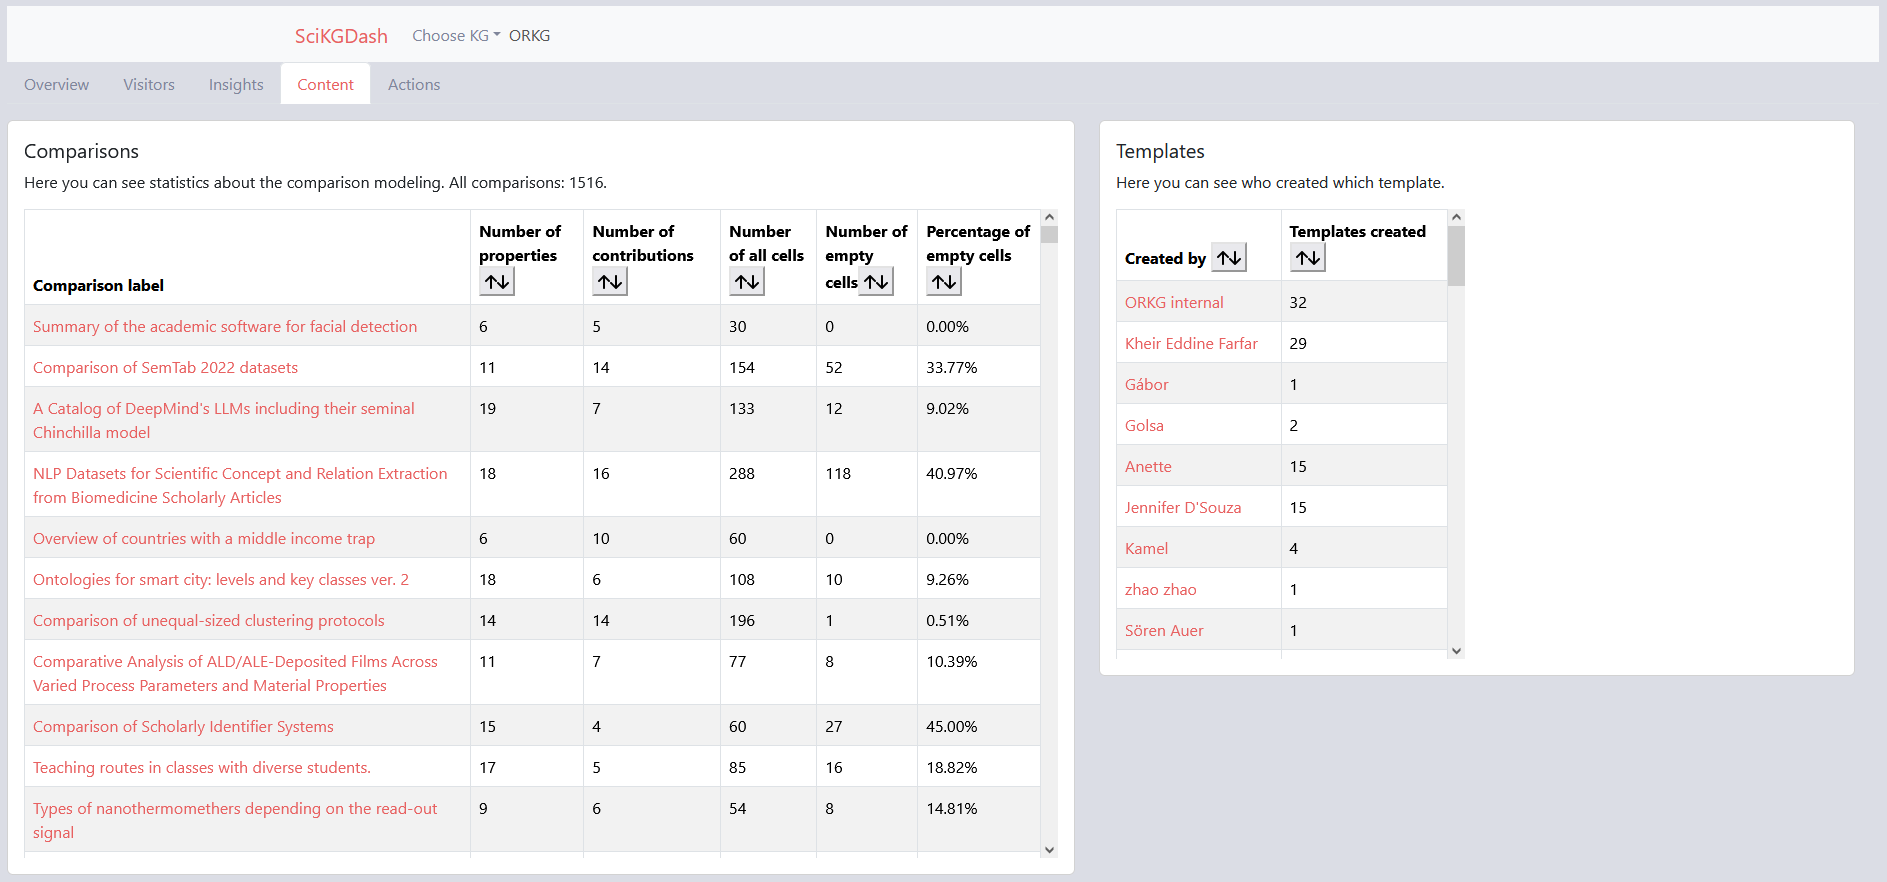 SciKGDash Choose KG ORKG
Overview Visitors Insights Content Actions
Comparisons
Here you can see statistics about the comparison modeling. All comparisons: 1516.
Comparison label Number of properties Number of contributions Number of all cells Number of empty cells Percentage of empty cells
Summary of the academic software for facial detection 6 5 30 0 0.00%
Comparison of SemTab 2022 datasets 11 14 154 52 33.77%
A Catalog of DeepMind's LLMs including their seminal 19 7 133 12 9.02%
Chinchilla model
NLP Datasets for Scientific Concept and Relation Extraction 18 16 288 118 40.97%
from Biomedicine Scholarly Articles
Overview of countries with a middle income trap 6 10 60 0 0.00%
Ontologies for smart city: levels and key classes ver. 2 18 6 108 10 9.26%
Comparison of unequal-sized clustering protocols 14 14 196 1 0.51%
Comparative Analysis of ALD/ALE-Deposited Films Across 11 7 77 8 10.39%
Varied Process Parameters and Material Properties
Comparison of Scholarly Identifier Systems 15 4 60 27 45.00%
Teaching routes in classes with diverse students. 17 5 85 16 18.82%
Types of nanothermomethers depending on the read-out 9 6 54 8 14.81%
signal
Templates
Here you can see who created which template.
Created by Templates created
ORKG internal 32
Kheir Eddine Farfar 29
Gábor 1
Golsa 2
Anette 15
Jennifer D'Souza 15
Kamel 4
zhao zhao 1
Sören Auer 1